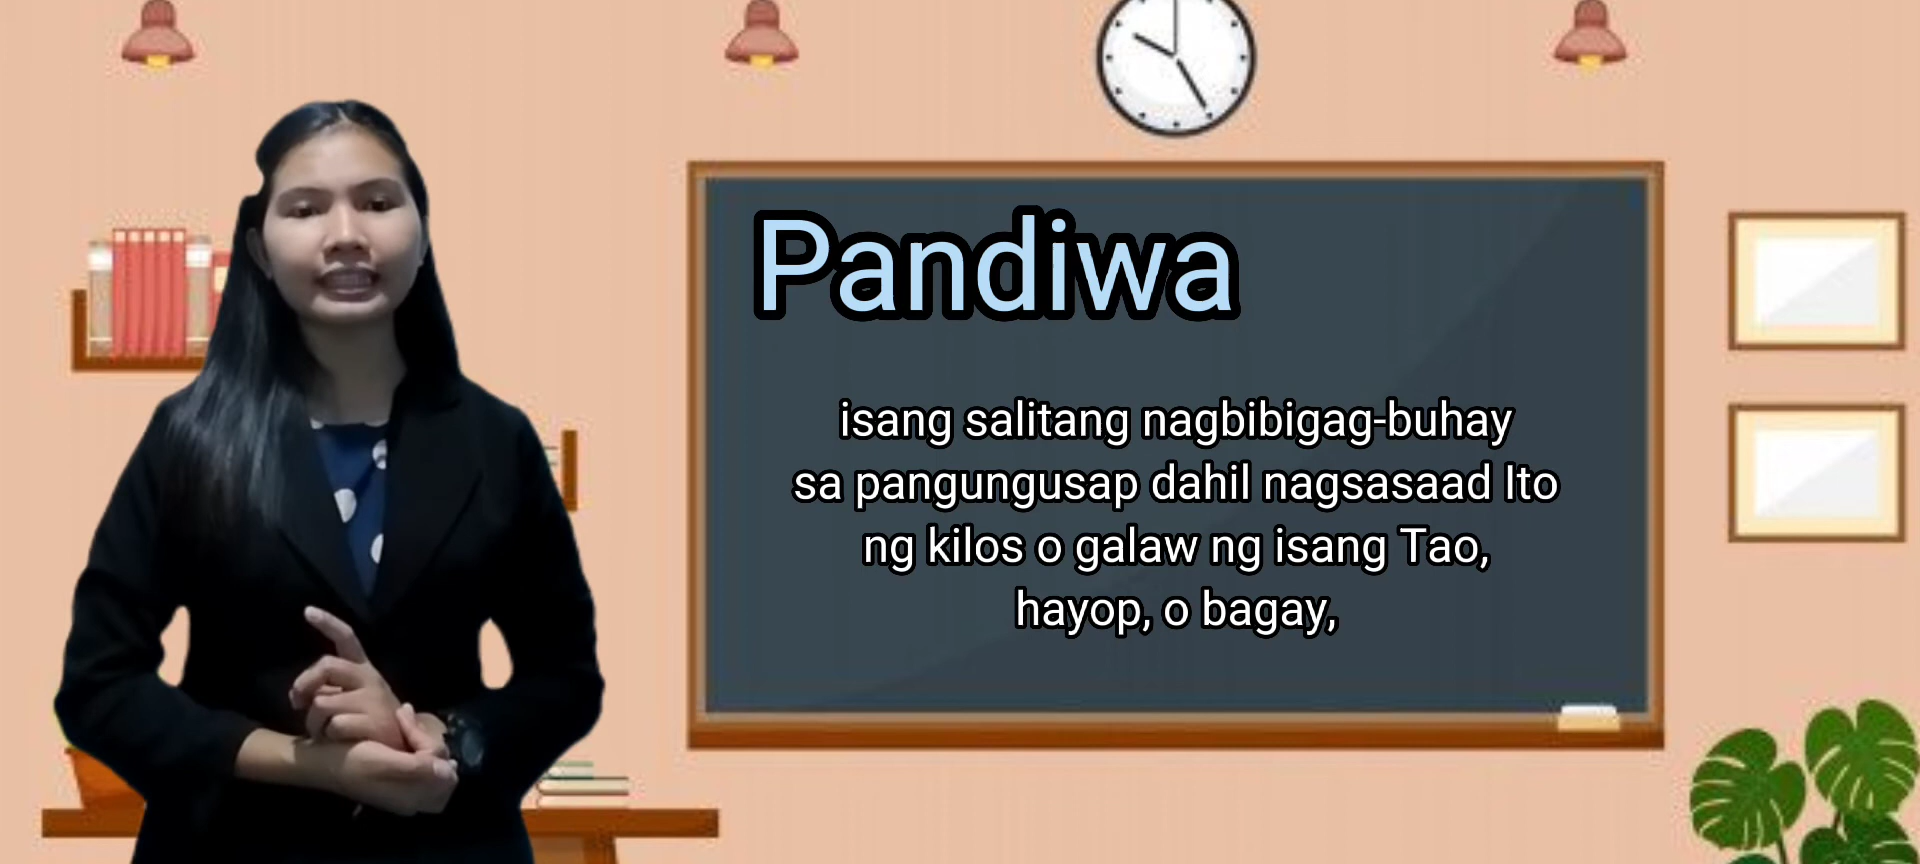 Pandiwa
isang salitang nagbibigag-buhay
sa pangungusap dahil nagsasaad Ito
ng kilos o galaw ng isang Tao,
hayop, o bagay,